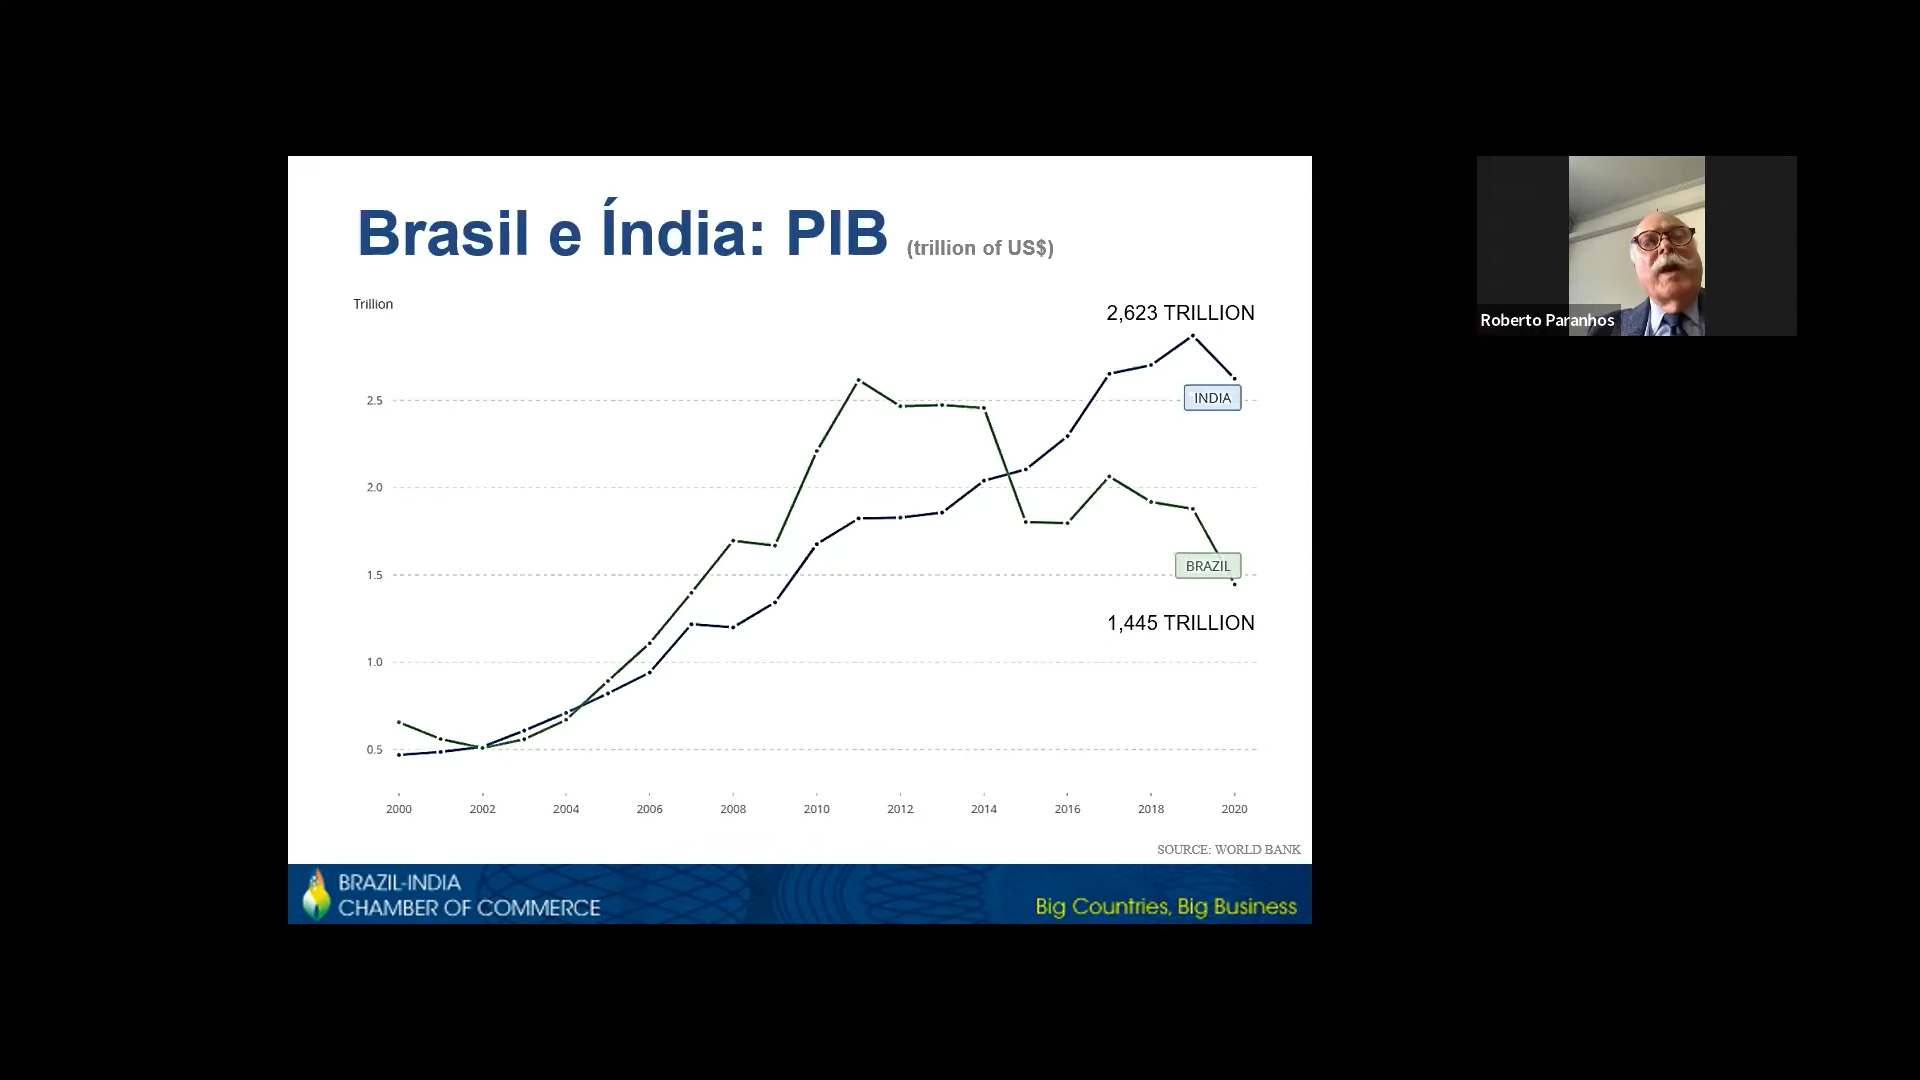 Brasil e Índia: PIB (trillion of US$)
Trillion
2,623 TRILLION
2.5
INDIA
2.0
1.5
BRAZIL
1,445 TRILLION
1.0
0.5
2000 2002 2004 2006 2008 2010 2012 2014 2016 2018 2020
SOURCE: WORLD BANK
BRAZIL-INDIA
CHAMBER OF COMMERCE
Big Countries, Big Business
Roberto Paranhos